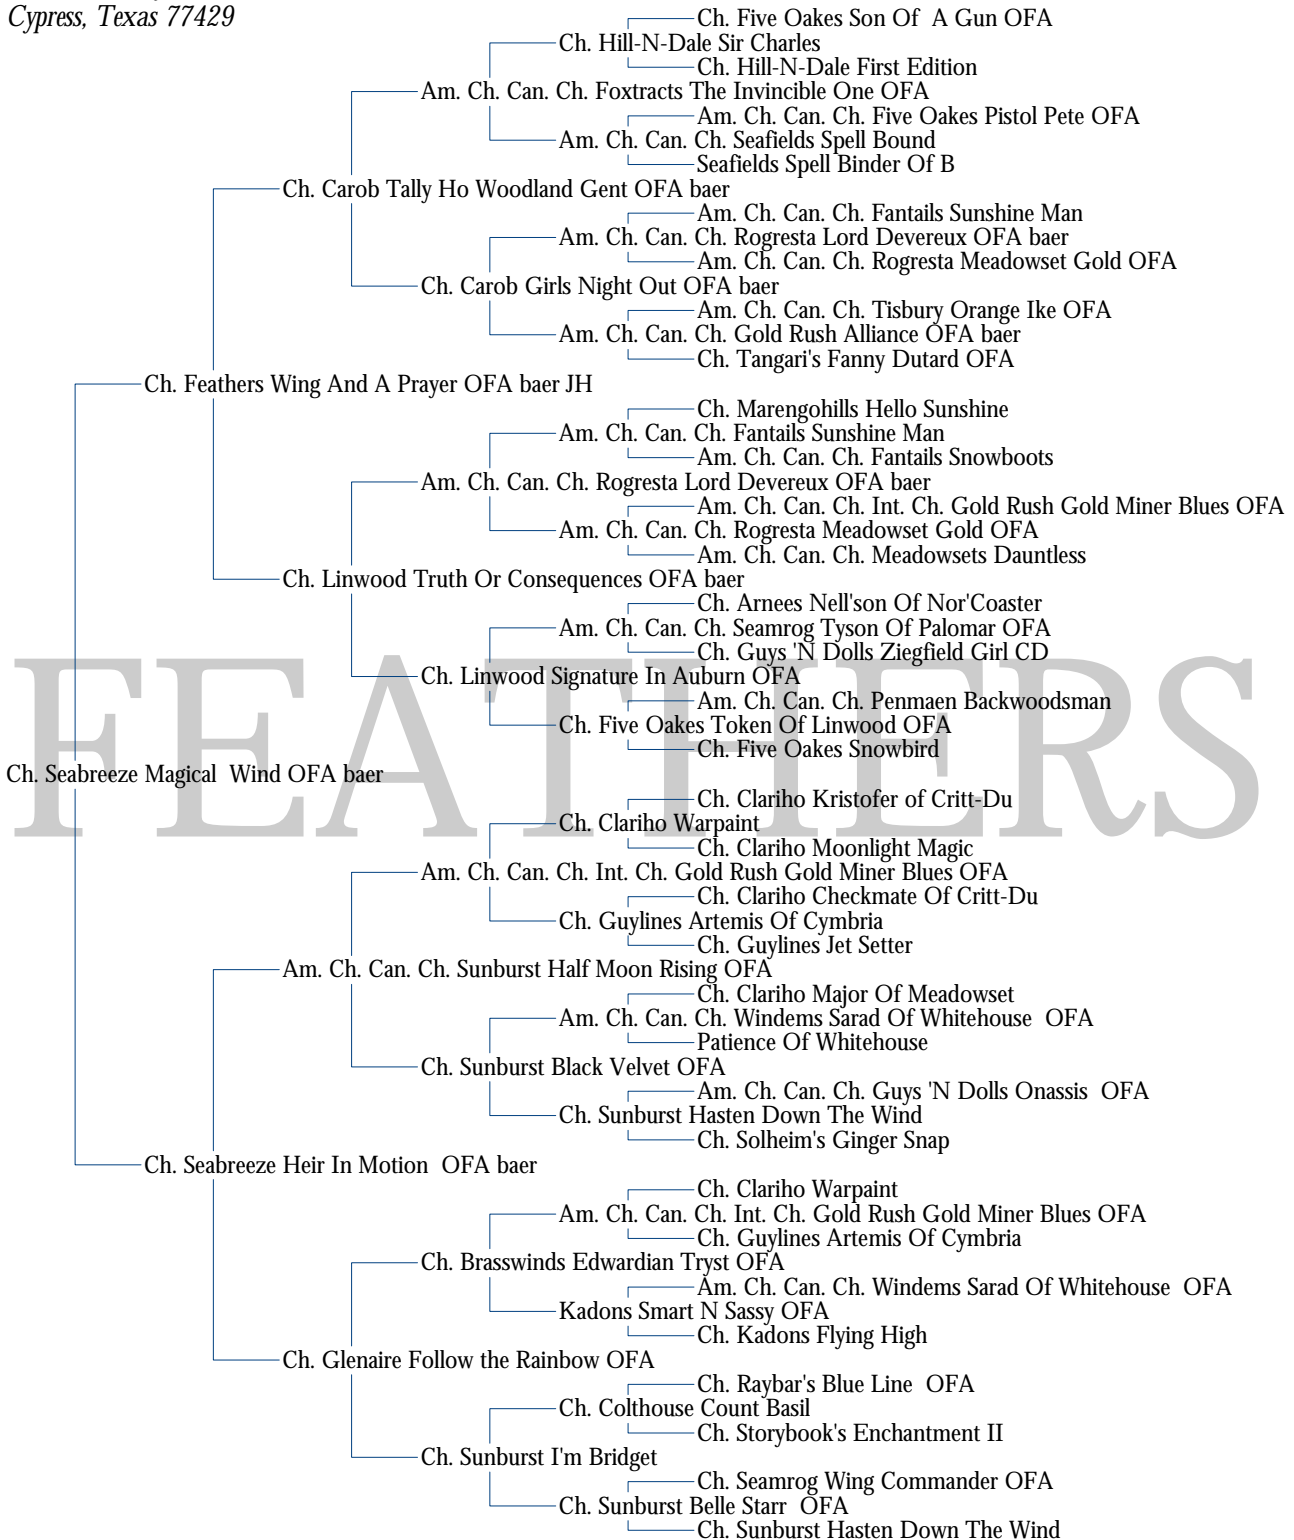 Cypress, Texas 77429
Ch. Five Oakes Son Of  A Gun OFA
Ch. Hill-N-Dale Sir Charles
Ch. Hill-N-Dale First Edition
Am. Ch. Can. Ch. Foxtracts The Invincible One OFA
Am. Ch. Can. Ch. Five Oakes Pistol Pete OFA
Am. Ch. Can. Ch. Seafields Spell Bound
Seafields Spell Binder Of B
Ch. Carob Tally Ho Woodland Gent OFA baer
Am. Ch. Can. Ch. Fantails Sunshine Man
Am. Ch. Can. Ch. Rogresta Lord Devereux OFA baer
Am. Ch. Can. Ch. Rogresta Meadowset Gold OFA
Ch. Carob Girls Night Out OFA baer
Am. Ch. Can. Ch. Tisbury Orange Ike OFA
Am. Ch. Can. Ch. Gold Rush Alliance OFA baer
Ch. Tangari's Fanny Dutard OFA
Ch. Feathers Wing And A Prayer OFA baer JH
Ch. Marengohills Hello Sunshine
Am. Ch. Can. Ch. Fantails Sunshine Man
Am. Ch. Can. Ch. Fantails Snowboots
Am. Ch. Can. Ch. Rogresta Lord Devereux OFA baer
Am. Ch. Can. Ch. Int. Ch. Gold Rush Gold Miner Blues OFA
Am. Ch. Can. Ch. Rogresta Meadowset Gold OFA
Am. Ch. Can. Ch. Meadowsets Dauntless
Ch. Linwood Truth Or Consequences OFA baer
Ch. Arnees Nell'son Of Nor'Coaster
Am. Ch. Can. Ch. Seamrog Tyson Of Palomar OFA
Ch. Guys 'N Dolls Ziegfield Girl CD
Ch. Linwood Signature In Auburn OFA
Am. Ch. Can. Ch. Penmaen Backwoodsman
Ch. Five Oakes Token Of Linwood OFA
Ch. Five Oakes Snowbird
FEATHERS
Ch. Seabreeze Magical  Wind OFA baer
Ch. Clariho Kristofer of Critt-Du
Ch. Clariho Warpaint
Ch. Clariho Moonlight Magic
Am. Ch. Can. Ch. Int. Ch. Gold Rush Gold Miner Blues OFA
Ch. Clariho Checkmate Of Critt-Du
Ch. Guylines Artemis Of Cymbria
Ch. Guylines Jet Setter
Am. Ch. Can. Ch. Sunburst Half Moon Rising OFA
Ch. Clariho Major Of Meadowset
Am. Ch. Can. Ch. Windems Sarad Of Whitehouse  OFA
Patience Of Whitehouse
Ch. Sunburst Black Velvet OFA
Am. Ch. Can. Ch. Guys 'N Dolls Onassis  OFA
Ch. Sunburst Hasten Down The Wind
Ch. Solheim's Ginger Snap
Ch. Seabreeze Heir In Motion  OFA baer
Ch. Clariho Warpaint
Am. Ch. Can. Ch. Int. Ch. Gold Rush Gold Miner Blues OFA
Ch. Guylines Artemis Of Cymbria
Ch. Brasswinds Edwardian Tryst OFA
Am. Ch. Can. Ch. Windems Sarad Of Whitehouse  OFA
Kadons Smart N Sassy OFA
Ch. Kadons Flying High
Ch. Glenaire Follow the Rainbow OFA
Ch. Raybar's Blue Line  OFA
Ch. Colthouse Count Basil
Ch. Storybook's Enchantment II
Ch. Sunburst I'm Bridget
Ch. Seamrog Wing Commander OFA
Ch. Sunburst Belle Starr  OFA
Ch. Sunburst Hasten Down The Wind